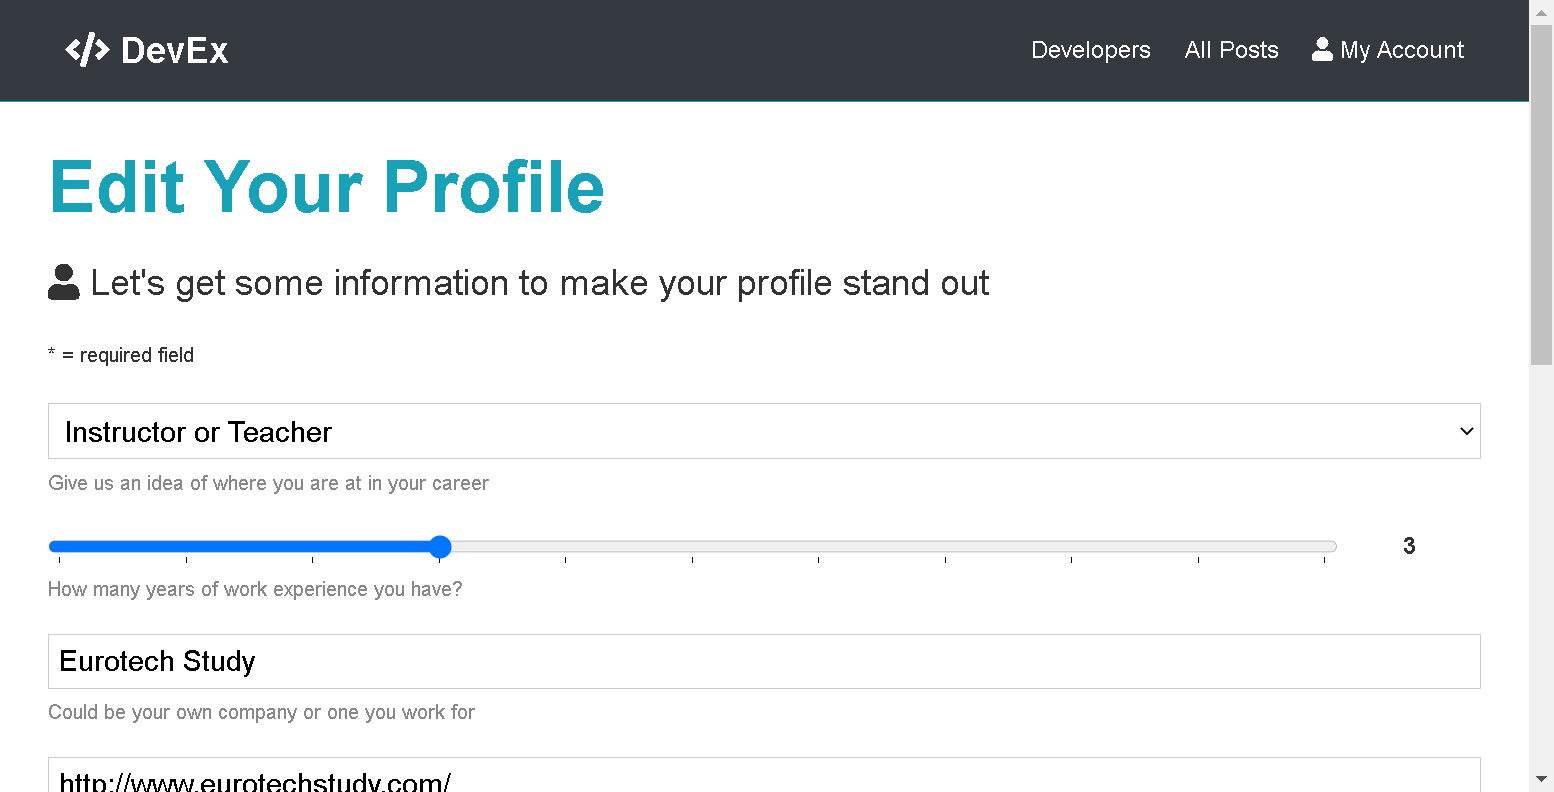 DevEx
Developers All Posts My Account
Edit Your Profile
Let's get some information to make your profile stand out
* = required field
Instructor or Teacher
Give us an idea of where you are at in your career
3
How many years of work experience you have?
Eurotech Study
Could be your own company or one you work for
http://www.eurotechstudy.com/